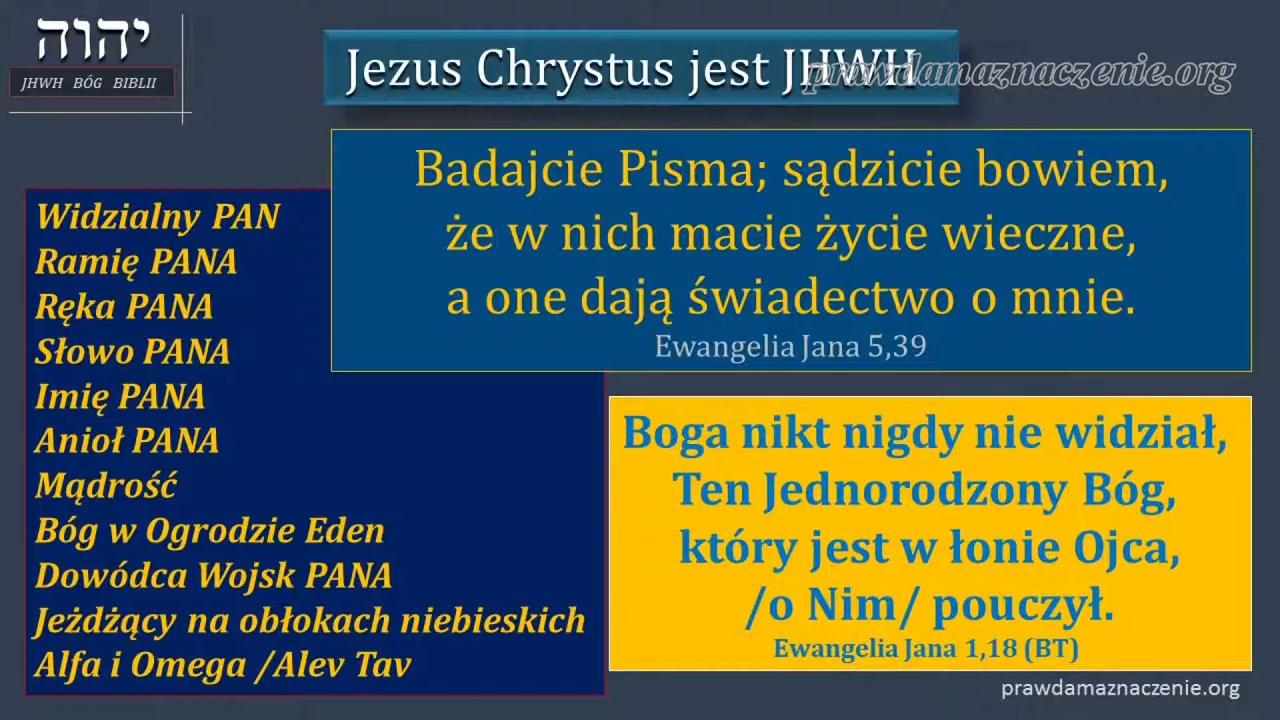 יהוה
JHWH BÓG BIBLII
Jezus Chrystus jest JHWH
prawdamaznaczenie.org
Badajcie Pisma; sądzicie bowiem,
że w nich macie życie wieczne,
a one dają świadectwo o mnie.
Ewangelia Jana 5,39
Widzialny PAN
Ramię PANA
Ręka PANA
Słowo PANA
Imię PANA
Anioł PANA
Mądrość
Bóg w Ogrodzie Eden
Dowódca Wojsk PANA
Jeżdżący na obłokach niebieskich
Alfa i Omega /Alev Tav
Boga nikt nigdy nie widział,
Ten Jednorodzony Bóg,
który jest w łonie Ojca,
/o Nim/ pouczył.
Ewangelia Jana 1,18 (BT)
prawdamaznaczenie.org